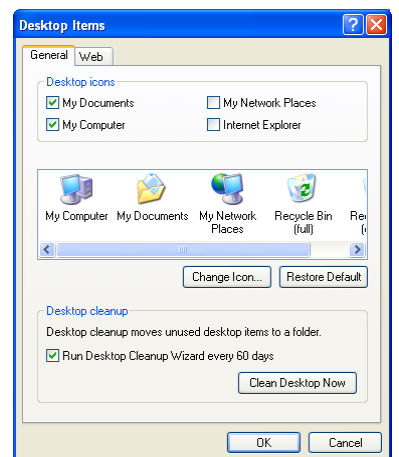 Desktop Items
General Web
Desktop icons
My Documents My Network Places
My Computer Internet Explorer
My Computer My Documents My Network Places Recycle Bin (full)
Change Icon... Restore Default
Desktop cleanup
Desktop cleanup moves unused desktop items to a folder.
Run Desktop Cleanup Wizard every 60 days
Clean Desktop Now
OK Cancel